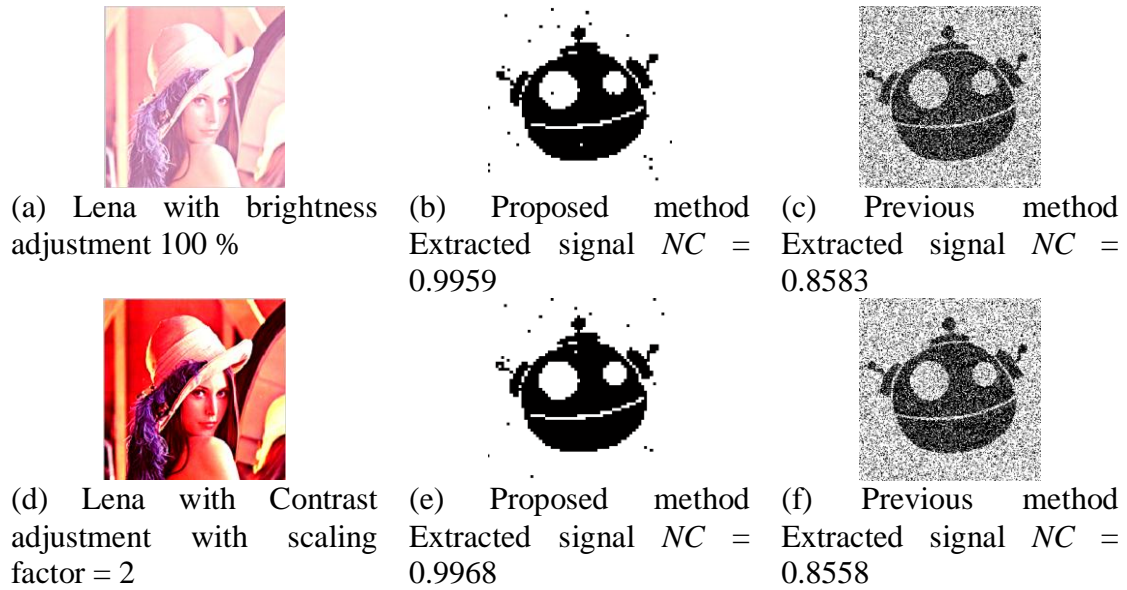 (a) Lena with brightness
adjustment 100 %
(b) Proposed method
Extracted signal NC =
0.9959
(c) Previous method
Extracted signal NC =
0.8583
(d) Lena with Contrast
adjustment with scaling
factor = 2
(e) Proposed method
Extracted signal NC =
0.9968
(f) Previous method
Extracted signal NC =
0.8558